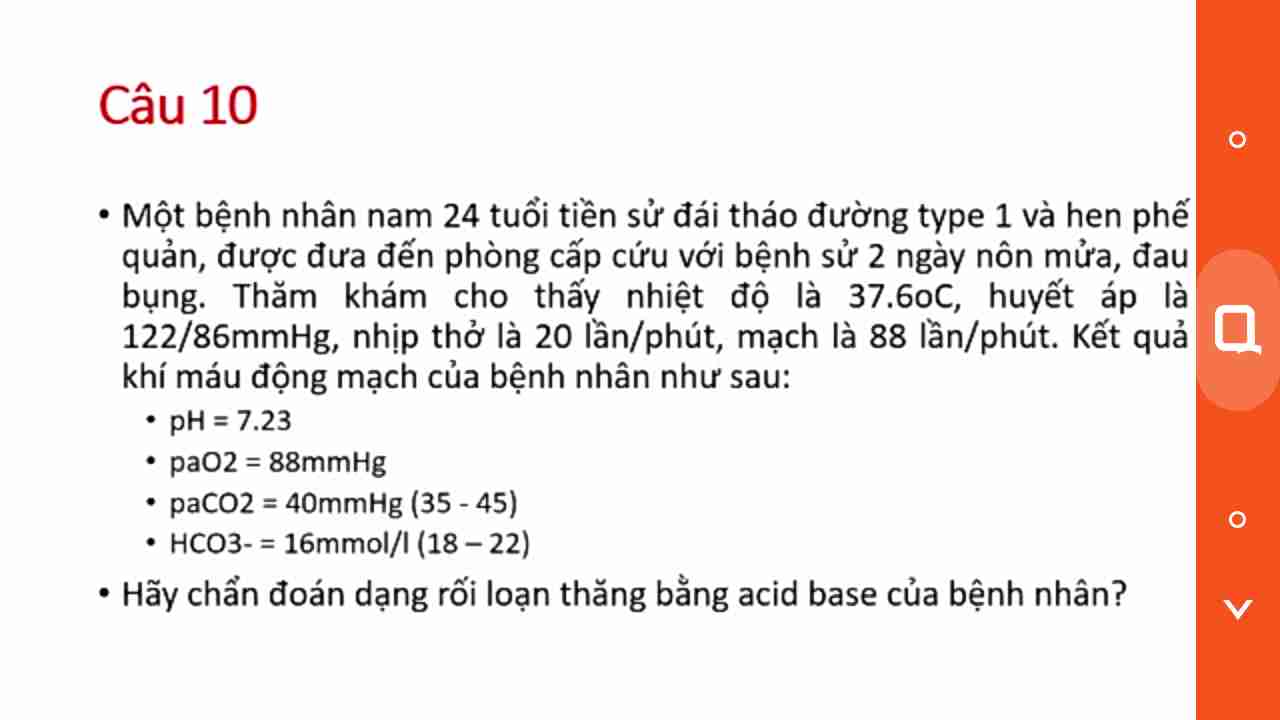 Câu 10
• Một bệnh nhân nam 24 tuổi tiền sử đái tháo đường type 1 và hen phế
quản, được đưa đến phòng cấp cứu với bệnh sử 2 ngày nôn mửa, đau
bụng. Thăm khám cho thấy nhiệt độ là 37.6oC, huyết áp là
122/86mmHg, nhịp thở là 20 lần/phút, mạch là 88 lần/phút. Kết quả
khí máu động mạch của bệnh nhân như sau:
• pH = 7.23
• paO2 = 88mmHg
• paCO2 = 40mmHg (35 - 45)
• HCO3- = 16mmol/l (18 – 22)
• Hãy chẩn đoán dạng rối loạn thăng bằng acid base của bệnh nhân?